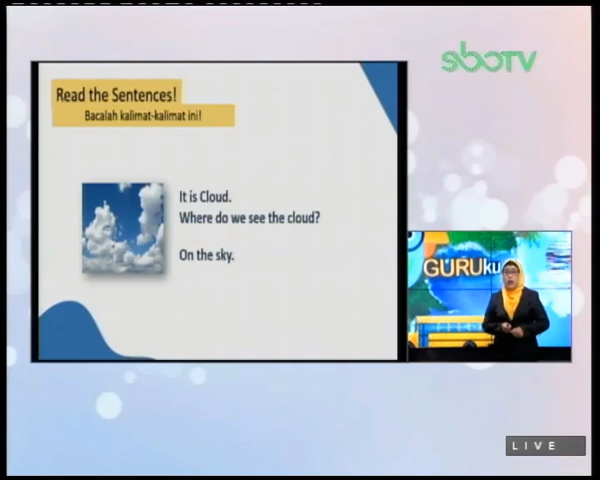 sboTV
Read the Sentences!
Bacalah kalimat-kalimat ini!
It is Cloud.
Where do we see the cloud?
On the sky.
GURUku
LIVE